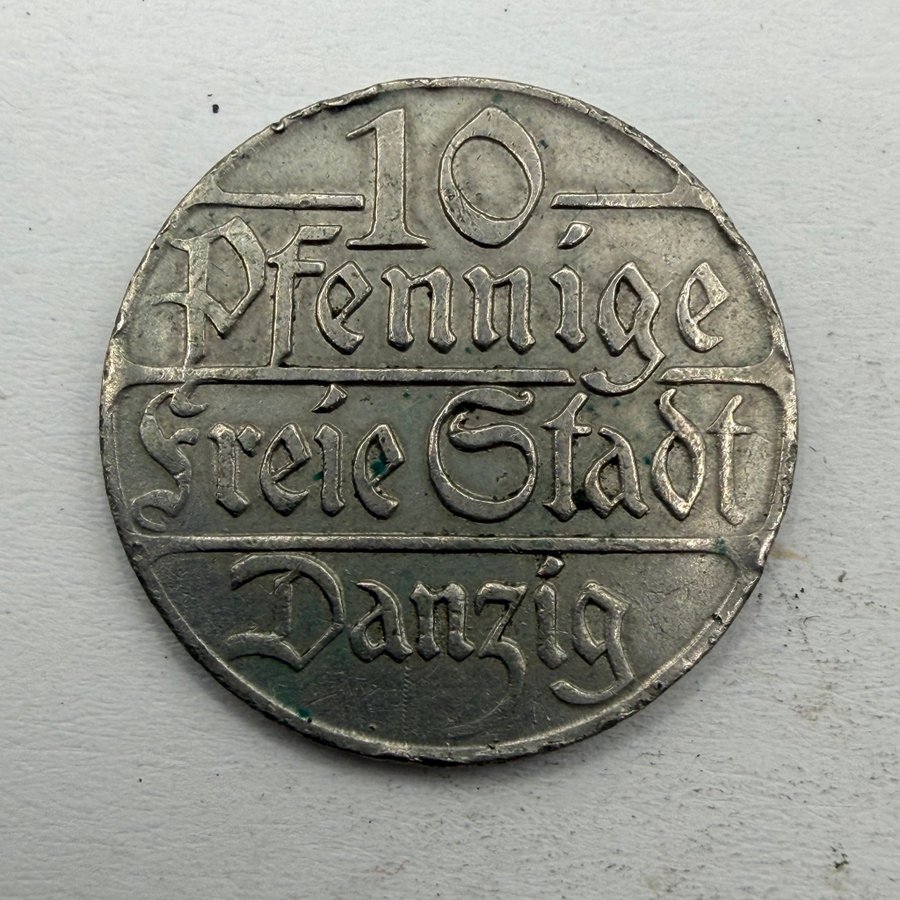 10
Pfennige
Freie Stadt
Danzig